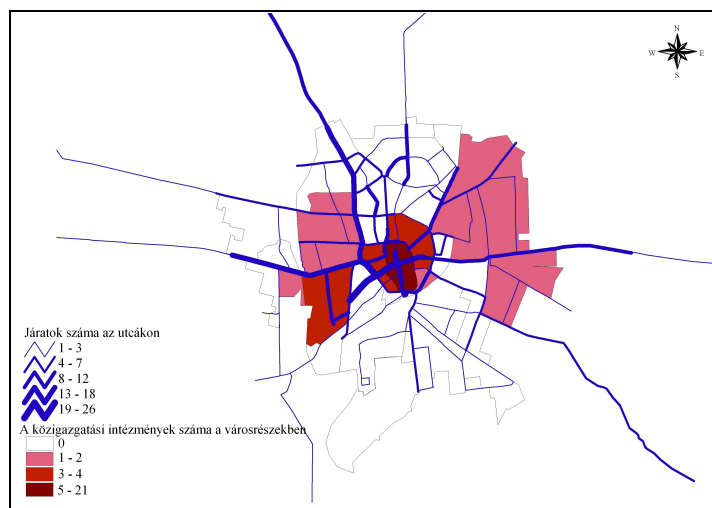 N
W E
S
Járatok száma az utcákon
1 - 3
4 - 7
8 - 12
13 - 18
19 - 26
A közigazgatási intézmények száma a városrészekben
0
1 - 2
3 - 4
5 - 21